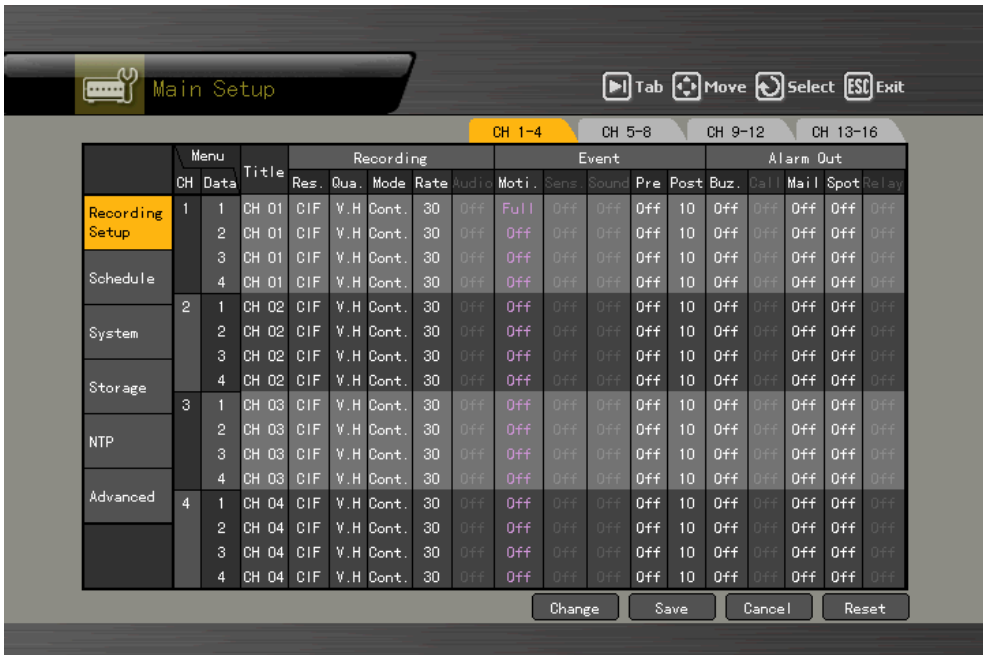 Main Setup
Tab Move Select ESC Exit
CH 1-4 CH 5-8 CH 9-12 CH 13-16
Menu Title Recording Event Alarm Out
CH Data Res. Qua. Mode Rate Audio Moti. Sens. Sound Pre Post Buz. Call Mail Spot Relay
Recording Setup
Schedule
System
Storage
NTP
Advanced
1 1 CH 01 CIF V.H Cont. 30 Off Full Off Off Off 10 Off Off Off Off Off
2 CH 01 CIF V.H Cont. 30 Off Off Off Off Off 10 Off Off Off Off Off
3 CH 01 CIF V.H Cont. 30 Off Off Off Off Off 10 Off Off Off Off Off
4 CH 01 CIF V.H Cont. 30 Off Off Off Off Off 10 Off Off Off Off Off
2 1 CH 02 CIF V.H Cont. 30 Off Off Off Off Off 10 Off Off Off Off Off
2 CH 02 CIF V.H Cont. 30 Off Off Off Off Off 10 Off Off Off Off Off
3 CH 02 CIF V.H Cont. 30 Off Off Off Off Off 10 Off Off Off Off Off
4 CH 02 CIF V.H Cont. 30 Off Off Off Off Off 10 Off Off Off Off Off
3 1 CH 03 CIF V.H Cont. 30 Off Off Off Off Off 10 Off Off Off Off Off
2 CH 03 CIF V.H Cont. 30 Off Off Off Off Off 10 Off Off Off Off Off
3 CH 03 CIF V.H Cont. 30 Off Off Off Off Off 10 Off Off Off Off Off
4 CH 03 CIF V.H Cont. 30 Off Off Off Off Off 10 Off Off Off Off Off
4 1 CH 04 CIF V.H Cont. 30 Off Off Off Off Off 10 Off Off Off Off Off
2 CH 04 CIF V.H Cont. 30 Off Off Off Off Off 10 Off Off Off Off Off
3 CH 04 CIF V.H Cont. 30 Off Off Off Off Off 10 Off Off Off Off Off
4 CH 04 CIF V.H Cont. 30 Off Off Off Off Off 10 Off Off Off Off Off
Change Save Cancel Reset